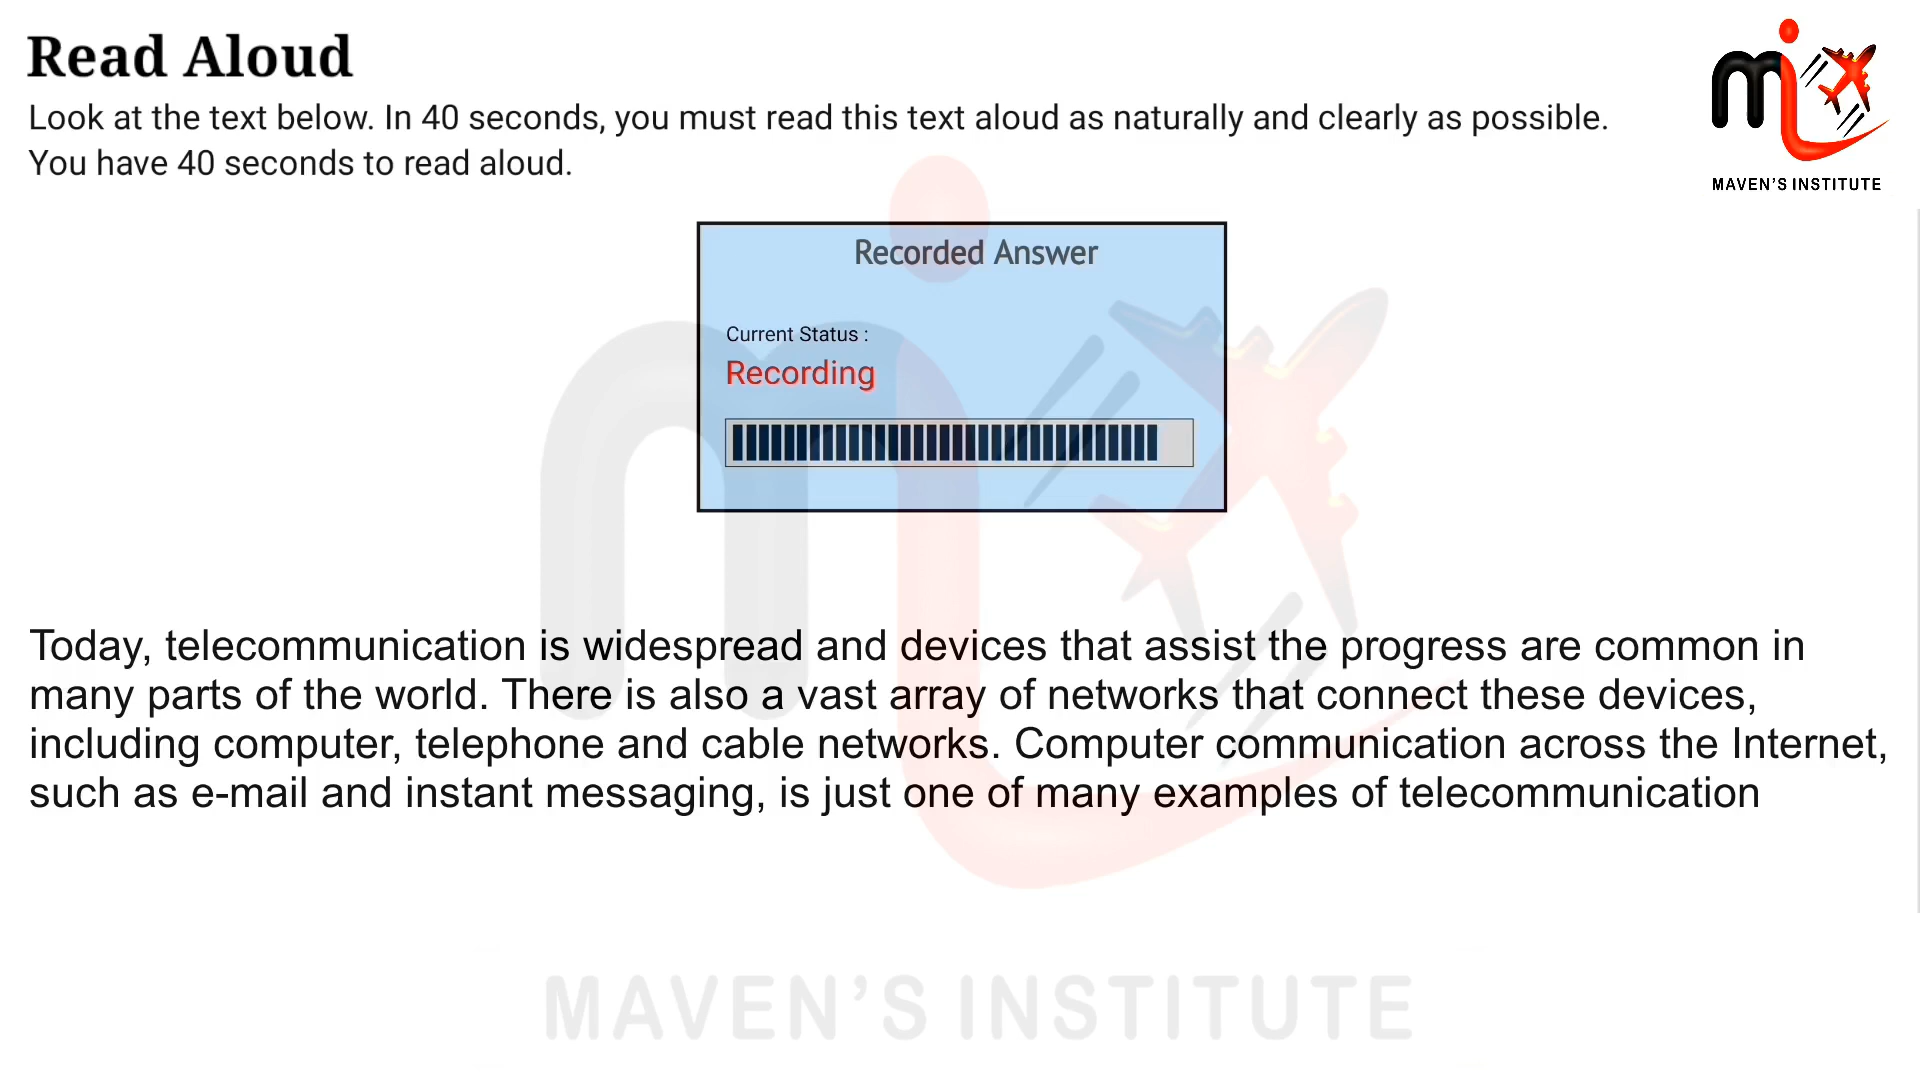 Read Aloud
Look at the text below. In 40 seconds, you must read this text aloud as naturally and clearly as possible.
You have 40 seconds to read aloud.
MAVEN'S INSTITUTE
Recorded Answer
Current Status :
Recording
Today, telecommunication is widespread and devices that assist the progress are common in
many parts of the world. There is also a vast array of networks that connect these devices,
including computer, telephone and cable networks. Computer communication across the Internet,
such as e-mail and instant messaging, is just one of many examples of telecommunication
MAVEN'S INSTITUTE